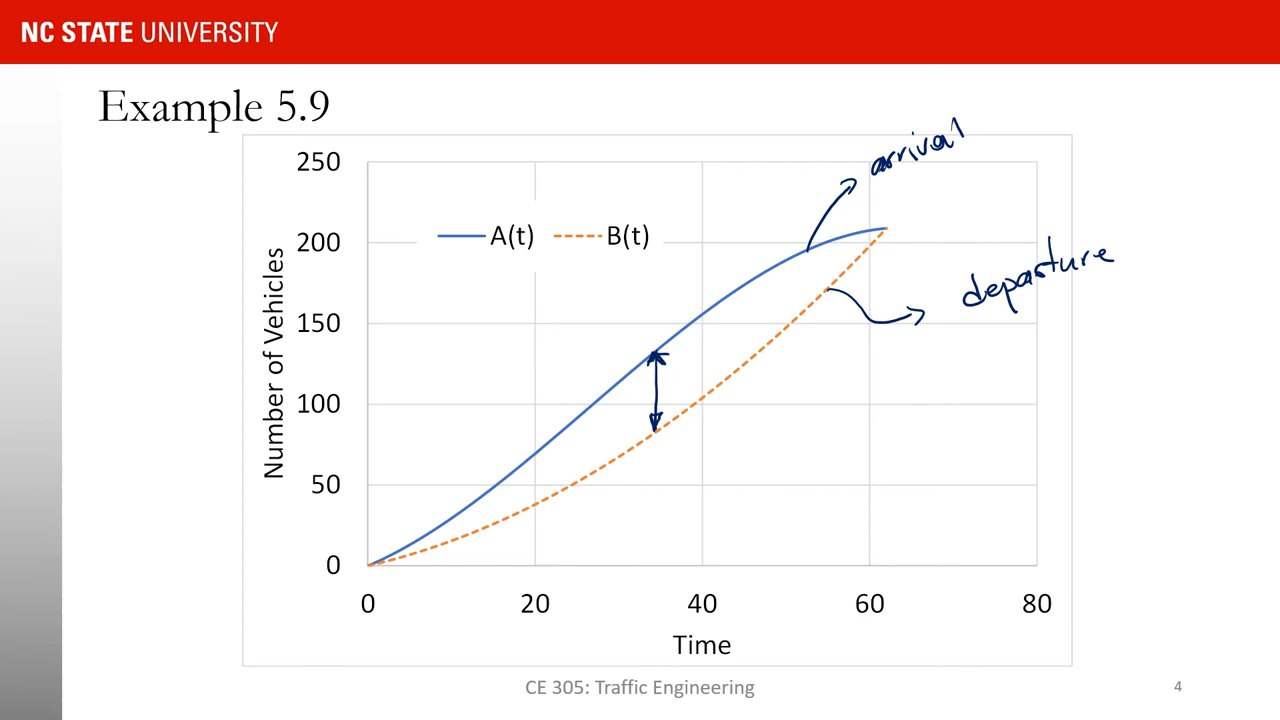 NC STATE UNIVERSITY
Example 5.9
arrival
250
A(t) B(t)
200
departure
150
100
50
0
Number of Vehicles
0 20 40 60 80
Time
CE 305: Traffic Engineering
4